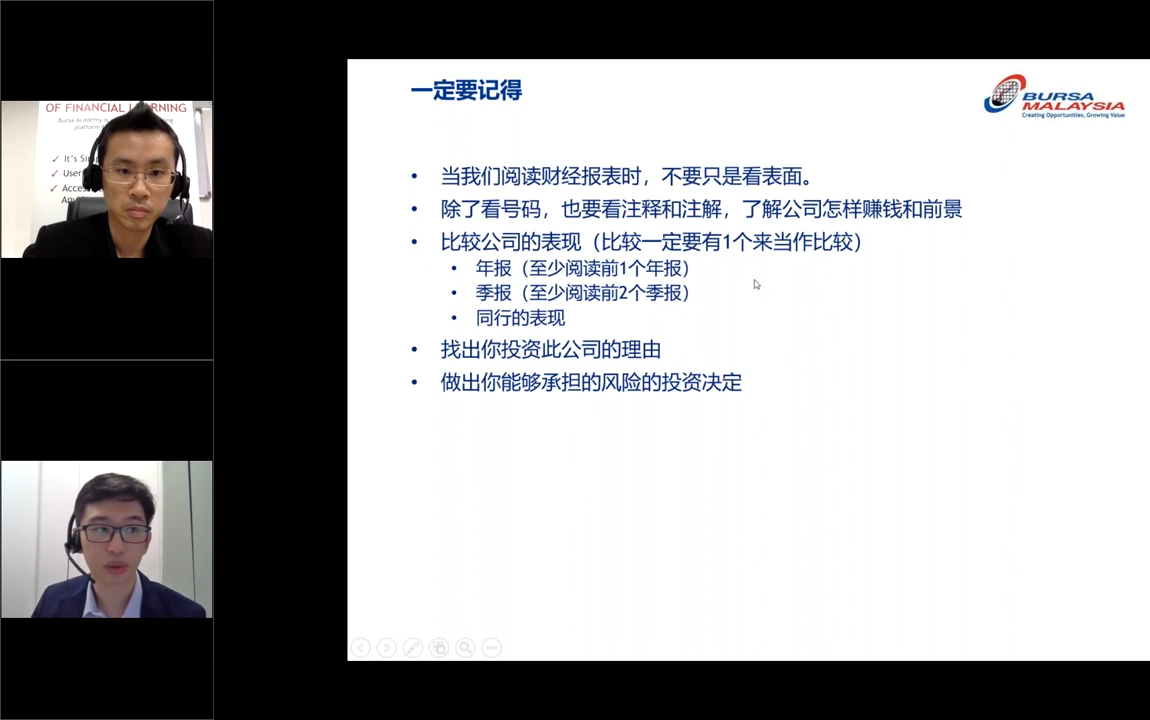 OF FINANCIAL
It's
User
一定要记得
BURSA
MALAYSIA
Creating Opportunities, Growing Value
• 当我们阅读财经报表时，不要只是看表面。
• 除了看号码，也要看注释和注解，了解公司怎样赚钱和前景
• 比较公司的表现（比较一定要有1个来当作比较）
• 年报（至少阅读前1个年报）
• 季报（至少阅读前2个季报）
• 同行的表现
• 找出你投资此公司的理由
• 做出你能够承担的风险的投资决定